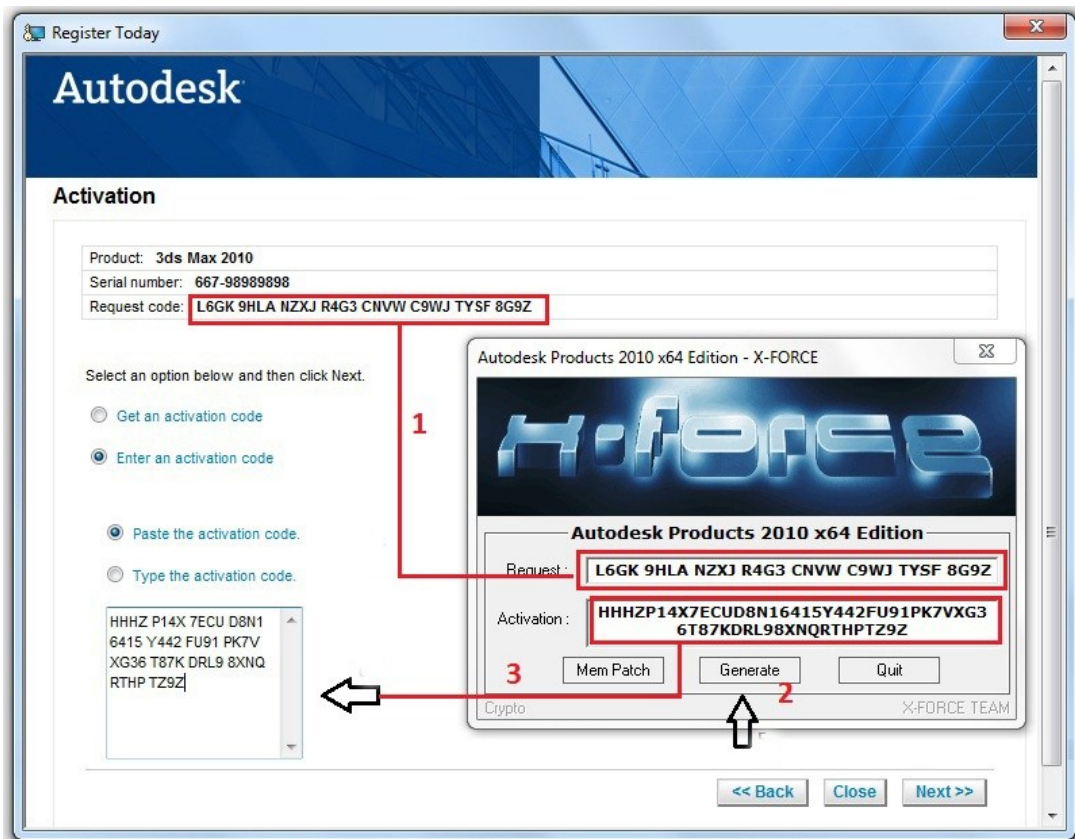 Register Today
Autodesk
Activation
Product: 3ds Max 2010
Serial number: 667-98989898
Request code: L6GK 9HLA NZXJ R4G3 CNVW C9WJ TYSF 8G9Z
Select an option below and then click Next.
Get an activation code
Enter an activation code
Paste the activation code.
Type the activation code.
HHHZ P14X 7ECU D8N1
6415 Y442 FU91 PK7V
XG36 T87K DRL9 8XNQ
RTHP TZ9Z
1
Autodesk Products 2010 x64 Edition - X-FORCE
X-FORCE
Autodesk Products 2010 x64 Edition
Request : L6GK 9HLA NZXJ R4G3 CNVW C9WJ TYSF 8G9Z
Activation : HHHZP14X7ECUD8N16415Y442FU91PK7VXG3
6T87KDRL98XNQRTHPTZ9Z
3
Mem Patch Generate Quit
2
Crypto X-FORCE TEAM
<< Back Close Next >>